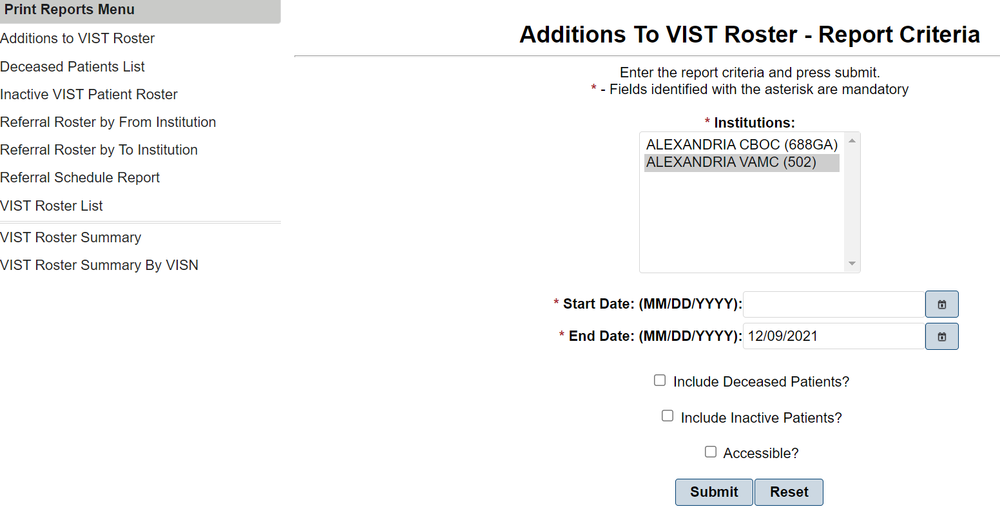 Print Reports Menu
Additions to VIST Roster
Deceased Patients List
Inactive VIST Patient Roster
Referral Roster by From Institution
Referral Roster by To Institution
Referral Schedule Report
VIST Roster List
VIST Roster Summary
VIST Roster Summary By VISN
Additions To VIST Roster - Report Criteria
Enter the report criteria and press submit.
* - Fields identified with the asterisk are mandatory
* Institutions:
ALEXANDRIA CBOC (688GA)
ALEXANDRIA VAMC (502)
* Start Date: (MM/DD/YYYY):
* End Date: (MM/DD/YYYY): 12/09/2021
Include Deceased Patients?
Include Inactive Patients?
Accessible?
Submit Reset